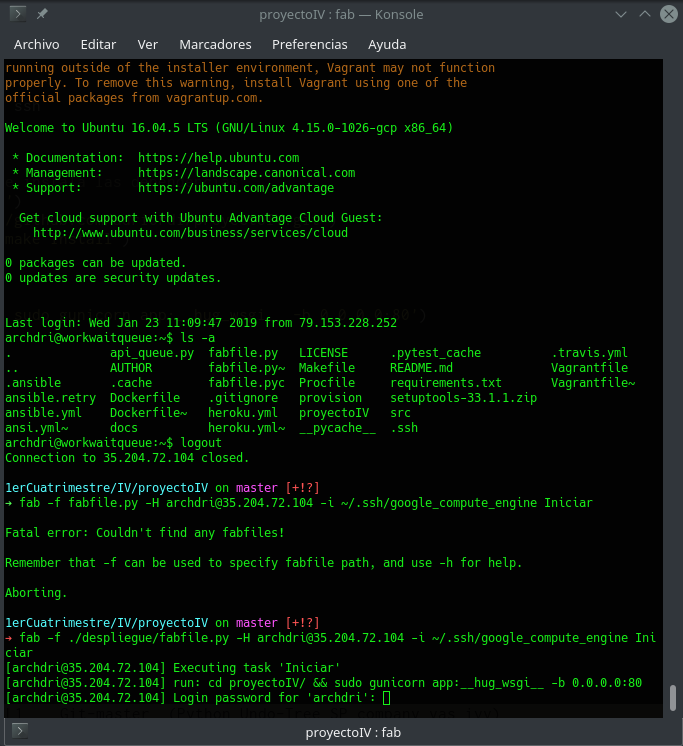 proyectoIV : fab — Konsole
Archivo Editar Ver Marcadores Preferencias Ayuda
running outside of the installer environment, Vagrant may not function
properly. To remove this warning, install Vagrant using one of the
official packages from vagrantup.com.
Welcome to Ubuntu 16.04.5 LTS (GNU/Linux 4.15.0-1026-gcp x86_64)
* Documentation: https://help.ubuntu.com
* Management: https://landscape.canonical.com
* Support: https://ubuntu.com/advantage
Get cloud support with Ubuntu Advantage Cloud Guest:
http://www.ubuntu.com/business/services/cloud
0 packages can be updated.
0 updates are security updates.
Last login: Wed Jan 23 11:09:47 2019 from 79.153.228.252
archdri@workwaitqueue:~$ ls -a
. api_queue.py fabfile.py LICENSE .pytest_cache .travis.yml
.. AUTHOR fabfile.py~ Makefile README.md Vagrantfile
.ansible .cache fabfile.pyc Procfile requirements.txt Vagrantfile~
ansible.retry Dockerfile .gitignore provision setuptools-33.1.1.zip
ansible.yml Dockerfile~ heroku.yml proyectoIV src
ansi.yml~ docs heroku.yml~ __pycache__ .ssh
archdri@workwaitqueue:~$ logout
Connection to 35.204.72.104 closed.
1erCuatrimestre/IV/proyectoIV on master [+!?]
→ fab -f fabfile.py -H archdri@35.204.72.104 -i ~/.ssh/google_compute_engine Iniciar
Fatal error: Couldn't find any fabfiles!
Remember that -f can be used to specify fabfile path, and use -h for help.
Aborting.
1erCuatrimestre/IV/proyectoIV on master [+!?]
→ fab -f ./despliegue/fabfile.py -H archdri@35.204.72.104 -i ~/.ssh/google_compute_engine Ini
ciar
[archdri@35.204.72.104] Executing task 'Iniciar'
[archdri@35.204.72.104] run: cd proyectoIV/ && sudo gunicorn app:__hug_wsgi__ -b 0.0.0.0:80
[archdri@35.204.72.104] Login password for 'archdri':
proyectoIV : fab